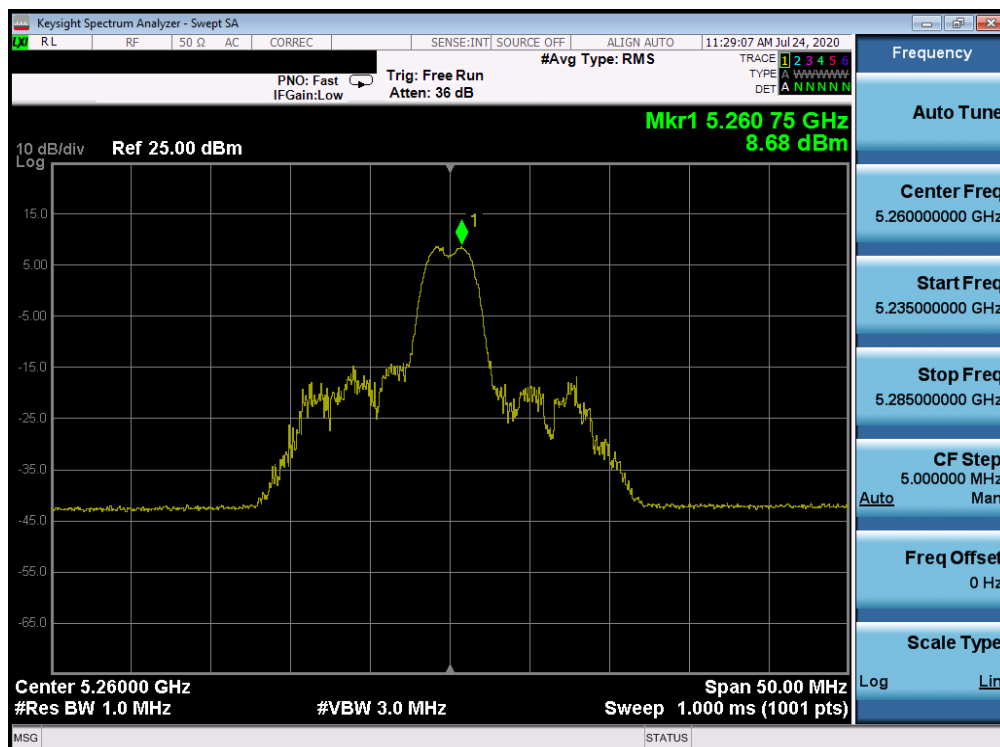 Keysight Spectrum Analyzer - Swept SA
LXI RL RF 50 Ω AC CORREC SENSE:INT SOURCE OFF ALIGN AUTO 11:29:07 AM Jul 24, 2020
#Avg Type: RMS TRACE 1 2 3 4 5 6
PNO: Fast Trig: Free Run TYPE A W W W W W
IFGain:Low Atten: 36 dB DET A N N N N N
Mkr1 5.260 75 GHz
8.68 dBm
10 dB/div Ref 25.00 dBm
Log
1
15.0
5.00
-5.00
-15.0
-25.0
-35.0
-45.0
-55.0
-65.0
Center 5.26000 GHz Span 50.00 MHz
#Res BW 1.0 MHz #VBW 3.0 MHz Sweep 1.000 ms (1001 pts)
MSG STATUS
Frequency
Auto Tune
Center Freq
5.260000000 GHz
Start Freq
5.235000000 GHz
Stop Freq
5.285000000 GHz
CF Step
5.000000 MHz
Auto Man
Freq Offset
0 Hz
Scale Type
Log Lin